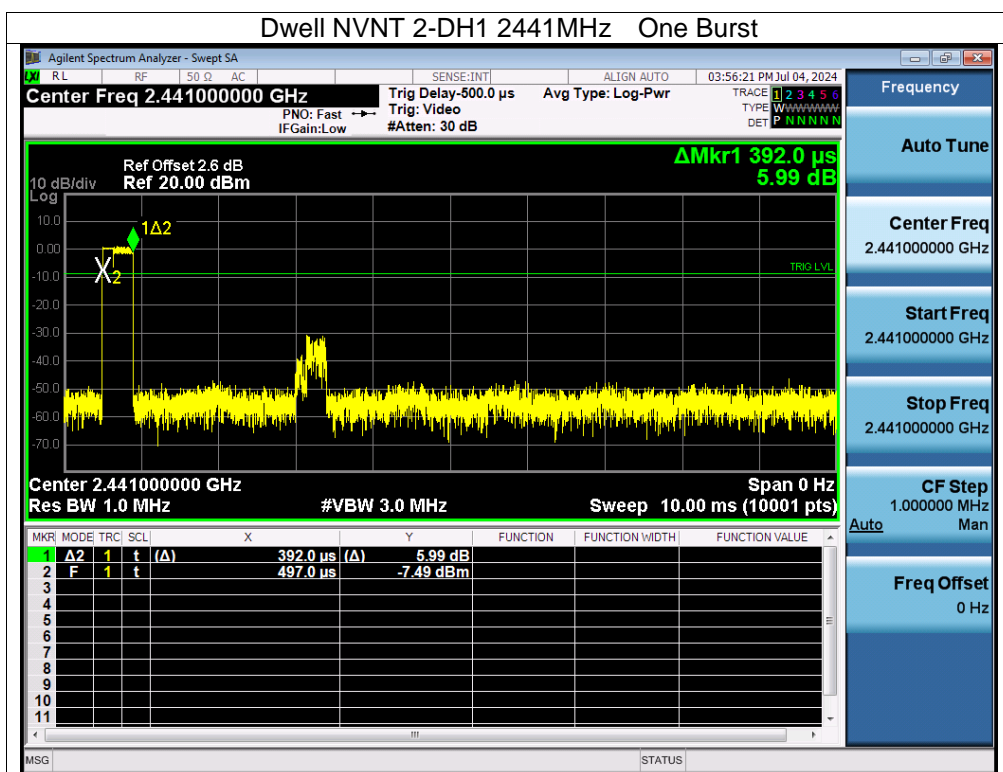 Dwell NVNT 2-DH1 2441MHz One Burst
Agilent Spectrum Analyzer - Swept SA
LXI RL RF 50 Ω AC SENSE:INT ALIGN AUTO 03:56:21 PM Jul 04, 2024
Center Freq 2.441000000 GHz
PNO: Fast
IFGain:Low
Trig Delay-500.0 µs
Trig: Video
#Atten: 30 dB
Avg Type: Log-Pwr
TRACE 1 2 3 4 5 6
TYPE WWWWWW
DET P N N N N N
ΔMkr1 392.0 µs
5.99 dB
Ref Offset 2.6 dB
10 dB/div Ref 20.00 dBm
Log
10.0
0.00
-10.0
-20.0
-30.0
-40.0
-50.0
-60.0
-70.0
1Δ2
X2
TRIG LVL
Center 2.441000000 GHz Span 0 Hz
Res BW 1.0 MHz #VBW 3.0 MHz Sweep 10.00 ms (10001 pts)
MKR MODE TRC SCL X Y FUNCTION FUNCTION WIDTH FUNCTION VALUE
1 Δ2 1 t (Δ) 392.0 µs (Δ) 5.99 dB
2 F 1 t 497.0 µs -7.49 dBm
3
4
5
6
7
8
9
10
11
MSG STATUS
Frequency
Auto Tune
Center Freq
2.441000000 GHz
Start Freq
2.441000000 GHz
Stop Freq
2.441000000 GHz
CF Step
1.000000 MHz
Auto Man
Freq Offset
0 Hz